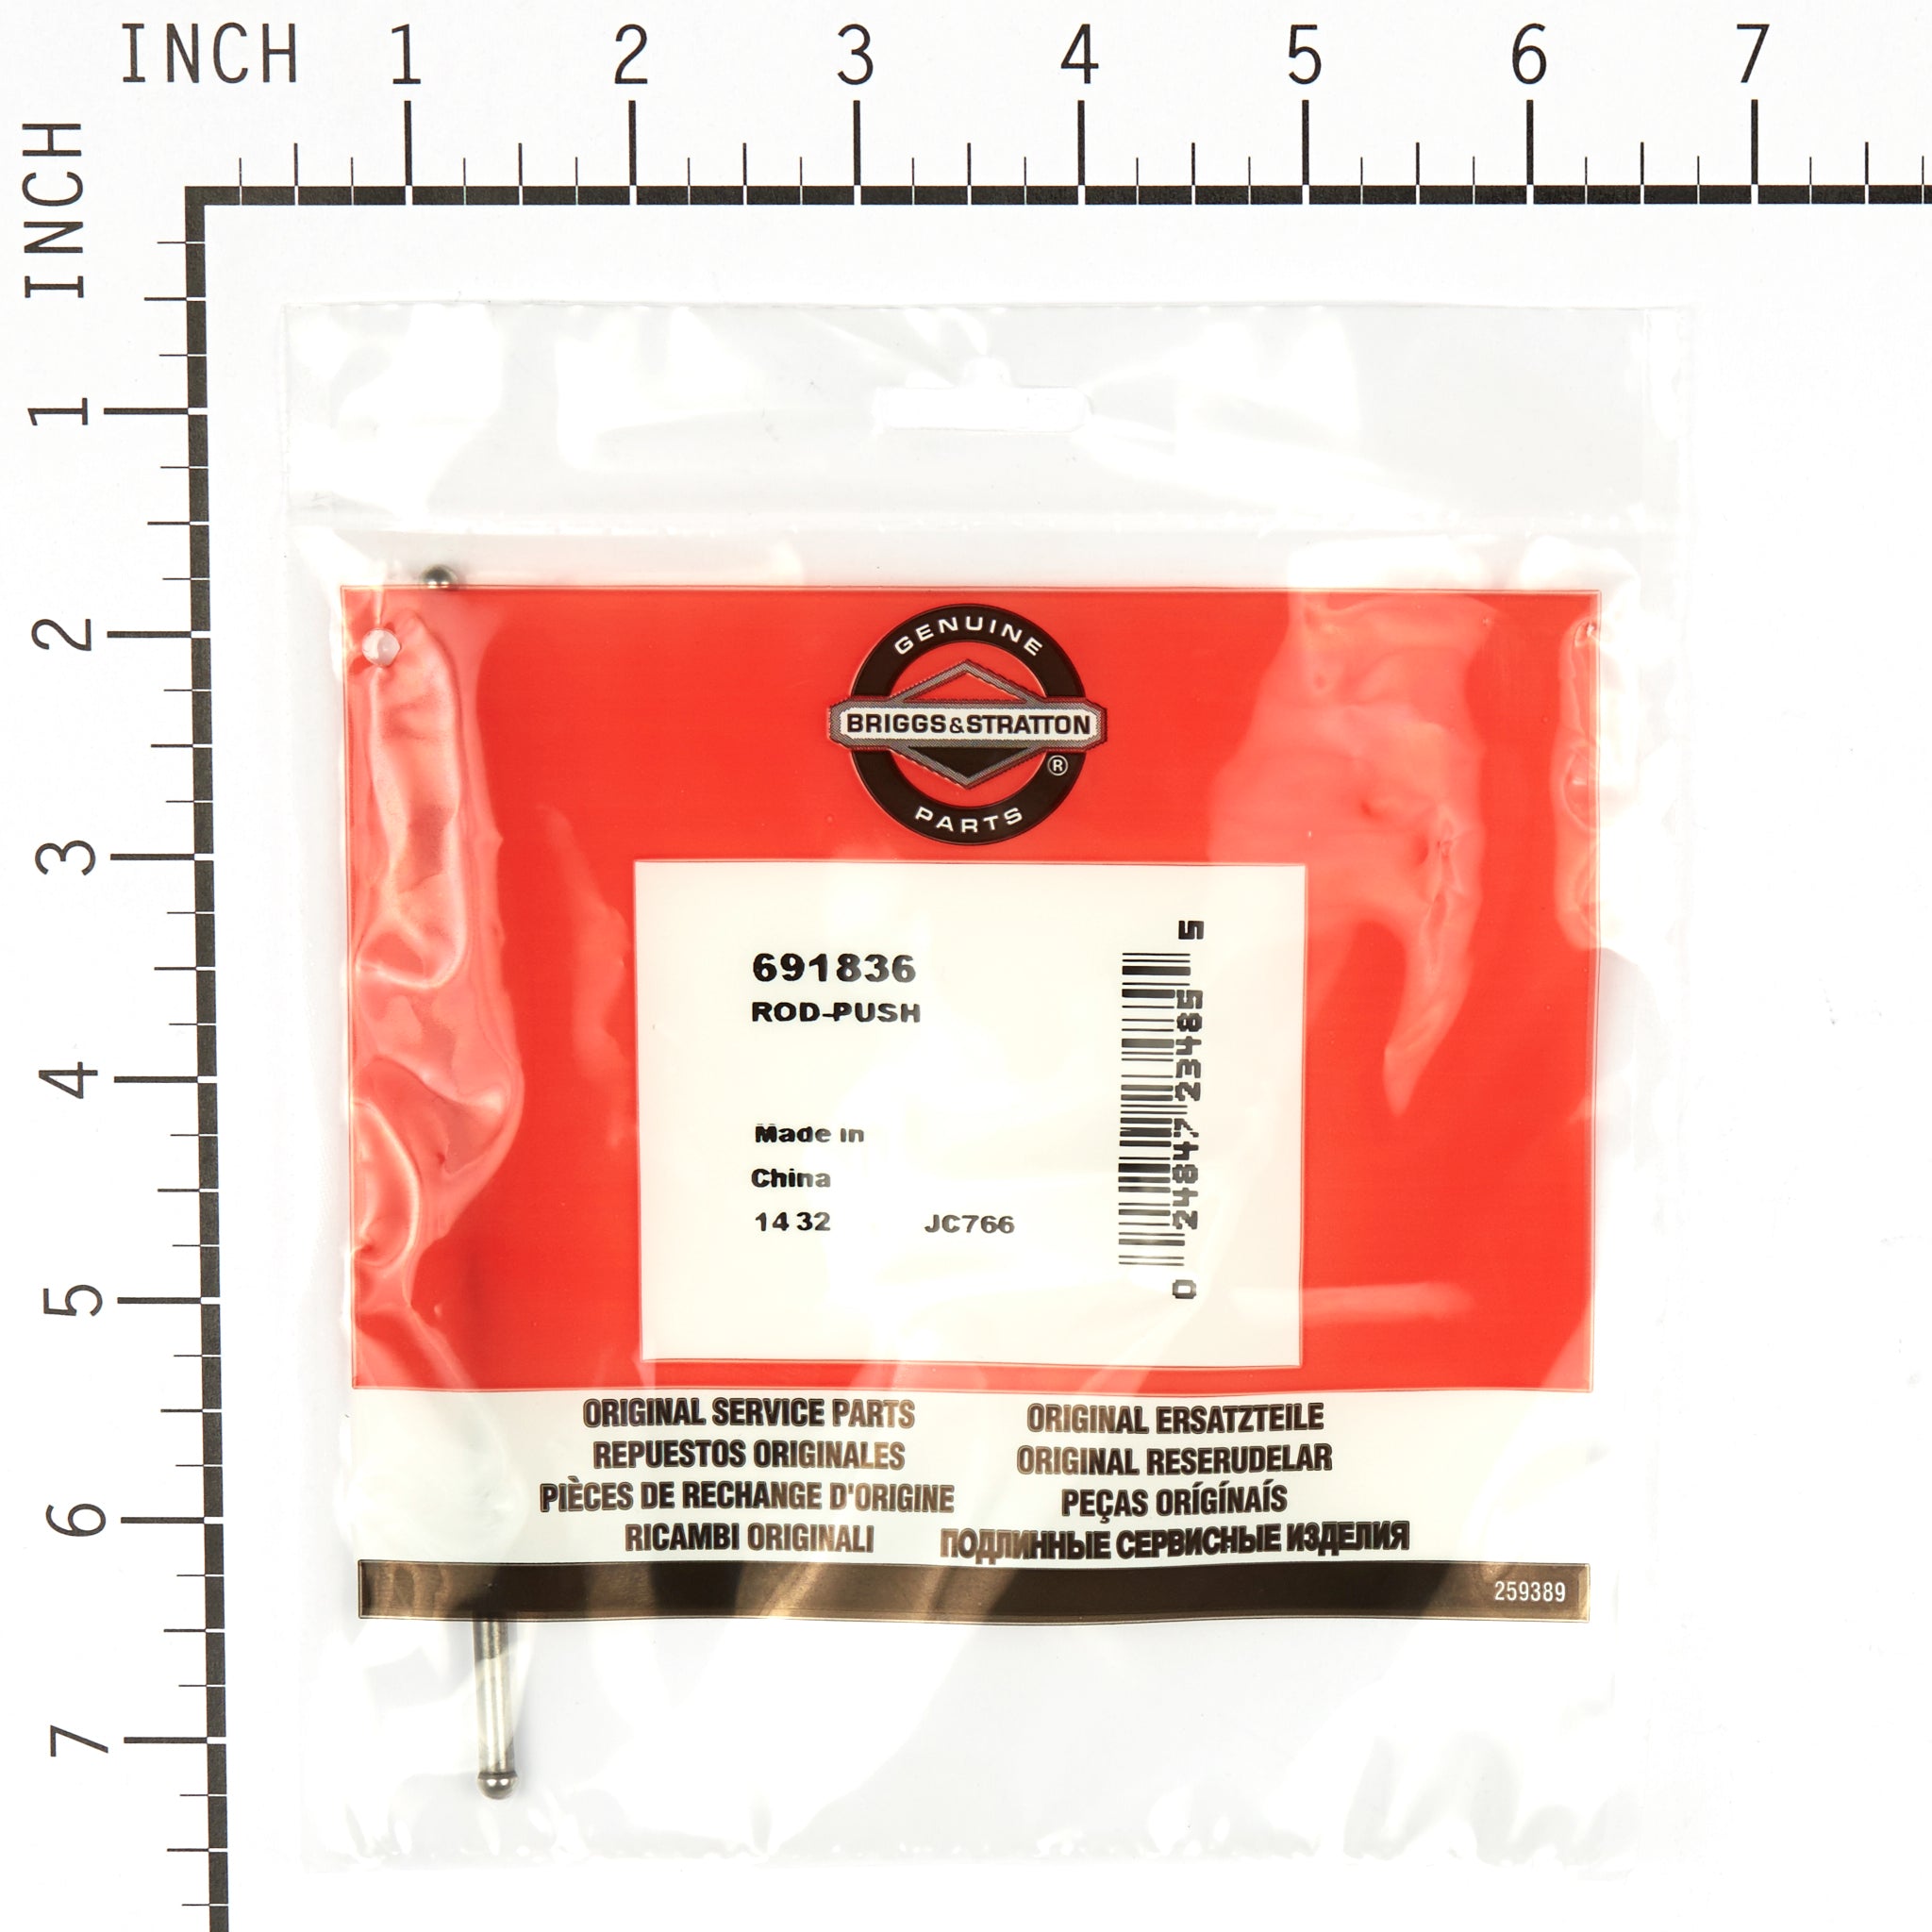 INCH 1 2 3 4 5 6 7
INCH
1
2
3
4
5
6
7
GENUINE
BRIGGS&STRATTON
®
PARTS
691836
ROD-PUSH
Made in
China
14 32 JC766
0 24847 23485 5
ORIGINAL SERVICE PARTS
REPUESTOS ORIGINALES
PIÈCES DE RECHANGE D'ORIGINE
RICAMBI ORIGINALI
ORIGINAL ERSATZTEILE
ORIGINAL RESERUDELAR
PEÇAS ORÍGÍNAÍS
ПОДЛИННЫЕ СЕРВИСНЫЕ ИЗДЕЛИЯ
259389